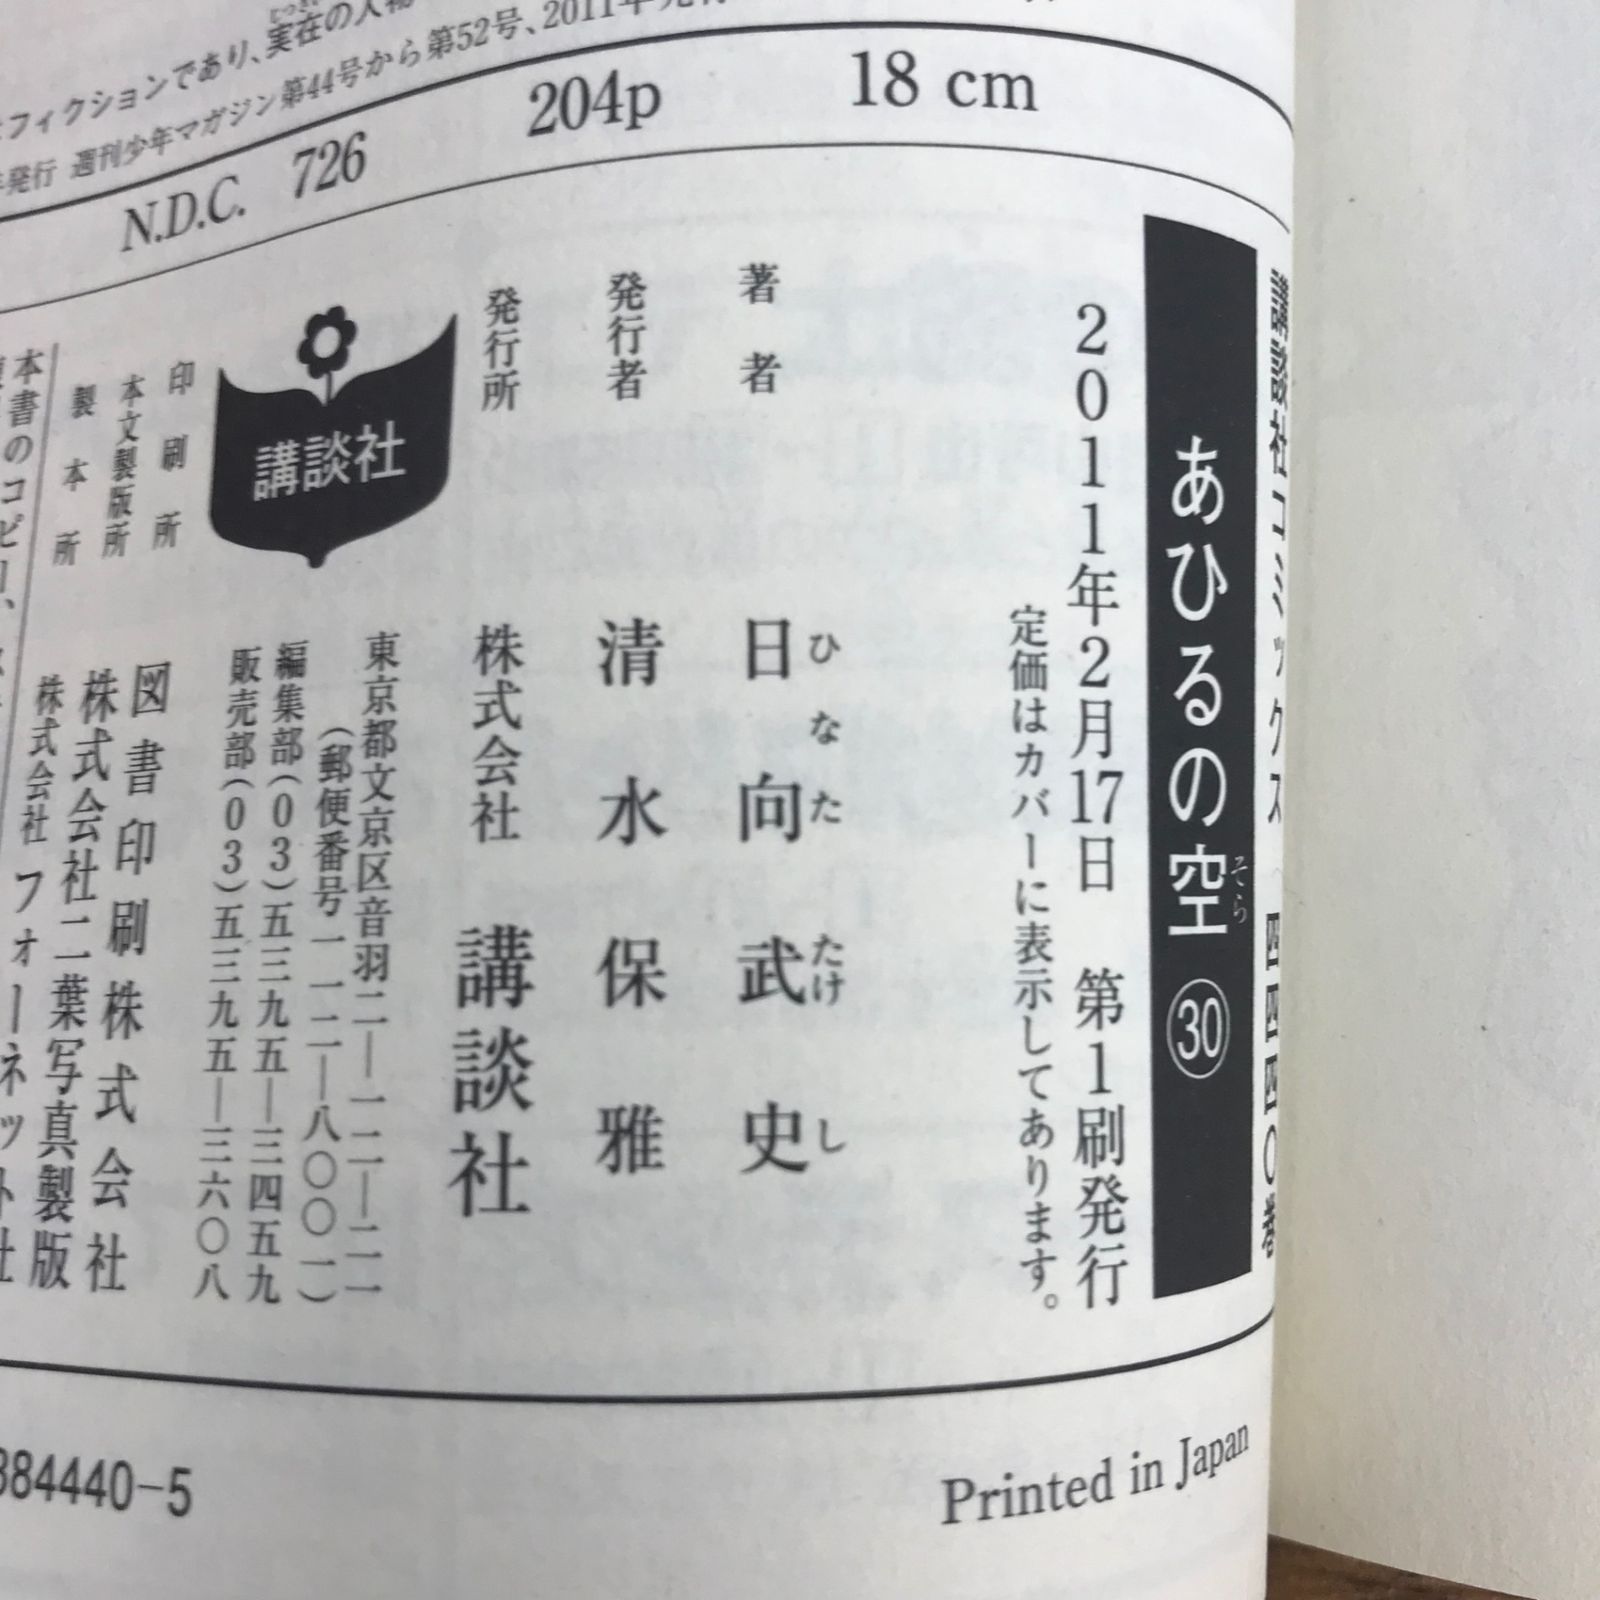 フィクションであり、実在の人
発行 週刊少年マガジン第44号から第52号、2011年発行
N.D.C. 726 204p 18 cm
講談社コミックス 四四四〇巻
あひるの空㉚
そら
2011年2月17日 第1刷発行
定価はカバーに表示してあります。
著者 日向武史
ひなたたけし
発行者 清水保雅
発行所 株式会社 講談社
東京都文京区音羽二―一二―二一
(郵便番号一一二―八〇〇一)
編集部(03)五三九五―三四五九
販売部(03)五三九五―三六〇八
講談社
印刷所 図書印刷株式会社
本文製版所 株式会社二葉写真製版
製本所 株式会社フォーネット社
本書のコピー、
84440-5
Printed in Japan